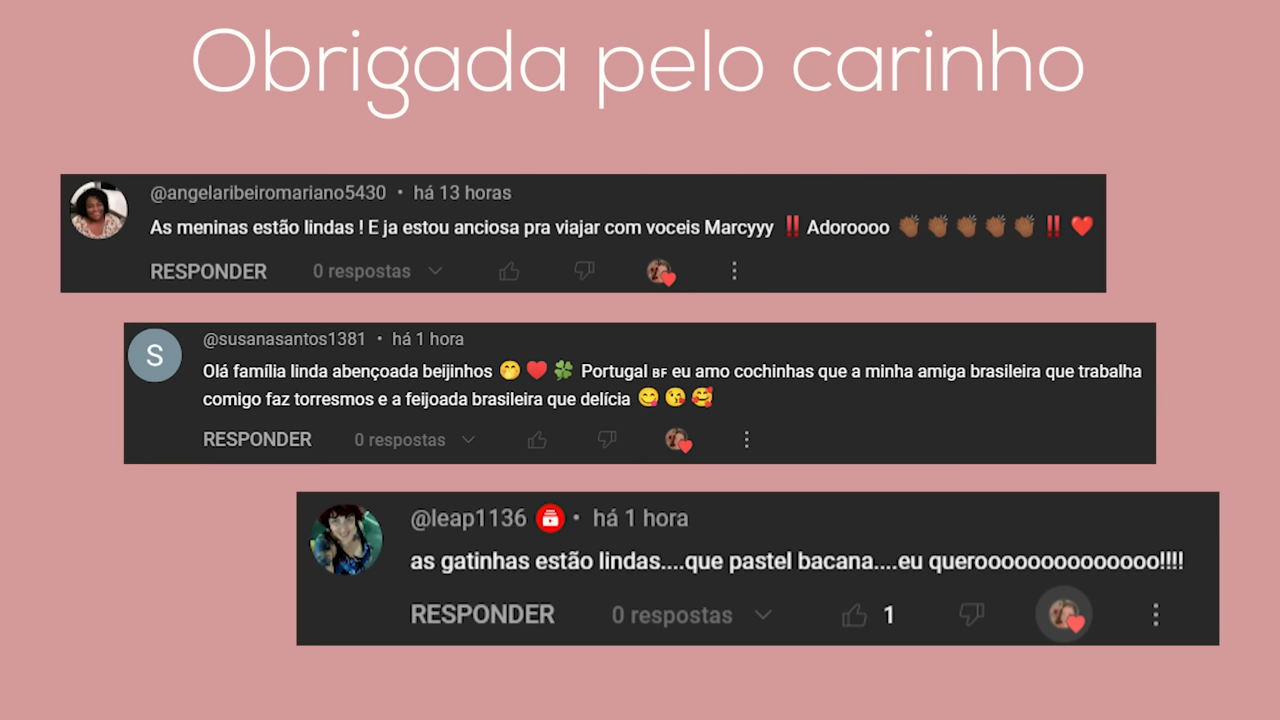 Obrigada pelo carinho
@angelaribeiromariano5430 • há 13 horas
As meninas estão lindas ! E ja estou anciosa pra viajar com voceis Marcyyy ‼️ Adoroooo 👏🏾👏🏾👏🏾👏🏾👏🏾‼️❤️
RESPONDER 0 respostas
S
@susanasantos1381 • há 1 hora
Olá família linda abençoada beijinhos 🤭❤️🍀 Portugal BF eu amo cochinhas que a minha amiga brasileira que trabalha
comigo faz torresmos e a feijoada brasileira que delícia 😋😘🥰
RESPONDER 0 respostas
@leap1136 • há 1 hora
as gatinhas estão lindas....que pastel bacana....eu queroooooooooooooo!!!!
RESPONDER 0 respostas 1